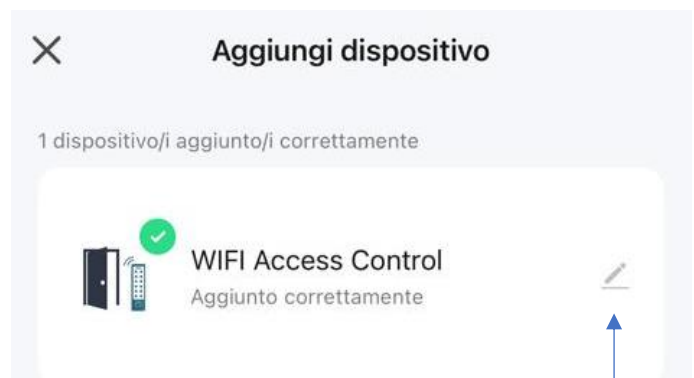 Aggiungi dispositivo
1 dispositivo/i aggiunto/i correttamente
WIFI Access Control
Aggiunto correttamente